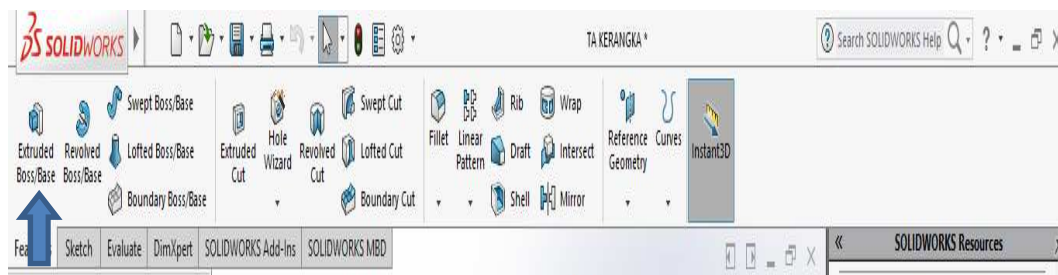 SOLIDWORKS
TA KERANGKA *
Search SOLIDWORKS Help
?
Extruded Boss/Base
Revolved Boss/Base
Swept Boss/Base
Lofted Boss/Base
Boundary Boss/Base
Extruded Cut
Hole Wizard
Revolved Cut
Swept Cut
Lofted Cut
Boundary Cut
Fillet
Linear Pattern
Rib
Draft
Shell
Wrap
Intersect
Mirror
Reference Geometry
Curves
Instant3D
Sketch
Evaluate
DimXpert
SOLIDWORKS Add-Ins
SOLIDWORKS MBD
SOLIDWORKS Resources